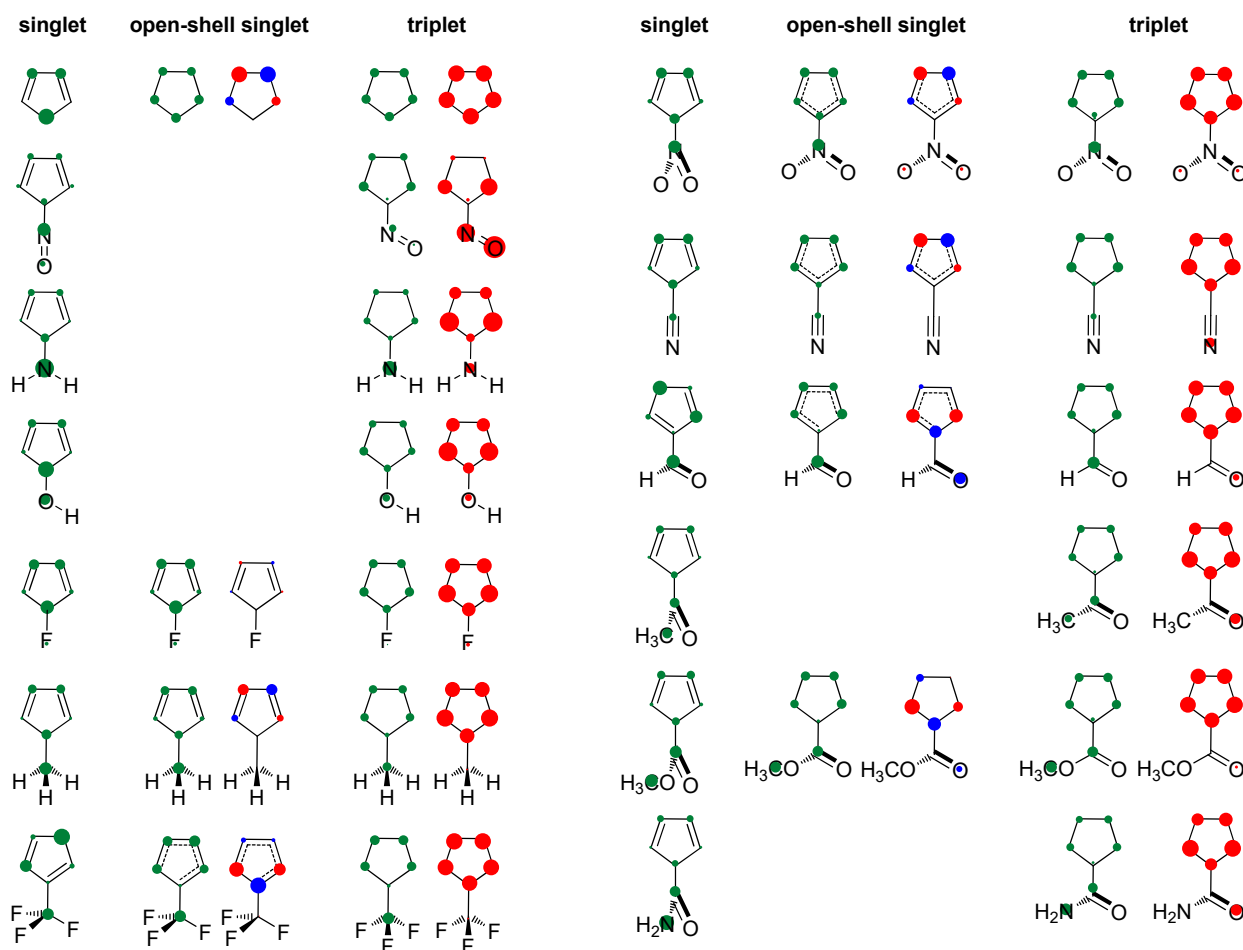 singlet open-shell singlet triplet
N
O
N O
N O
H N H
H N H
H N H
O H
O H
O H
F F F F F
H H H
H H H
H H H
H H H
H H H
F F F
F F F
F F F
F F F
F F F
singlet open-shell singlet triplet
N
O O
O N O
O N O
O N O
O N O
N N N N N
H O
H O
H O
H O
H O
H3C O
H3C O
H3C O
H3CO O
H3CO O
H3CO O
H3CO O
H3CO O
H2N O
H2N O
H2N O